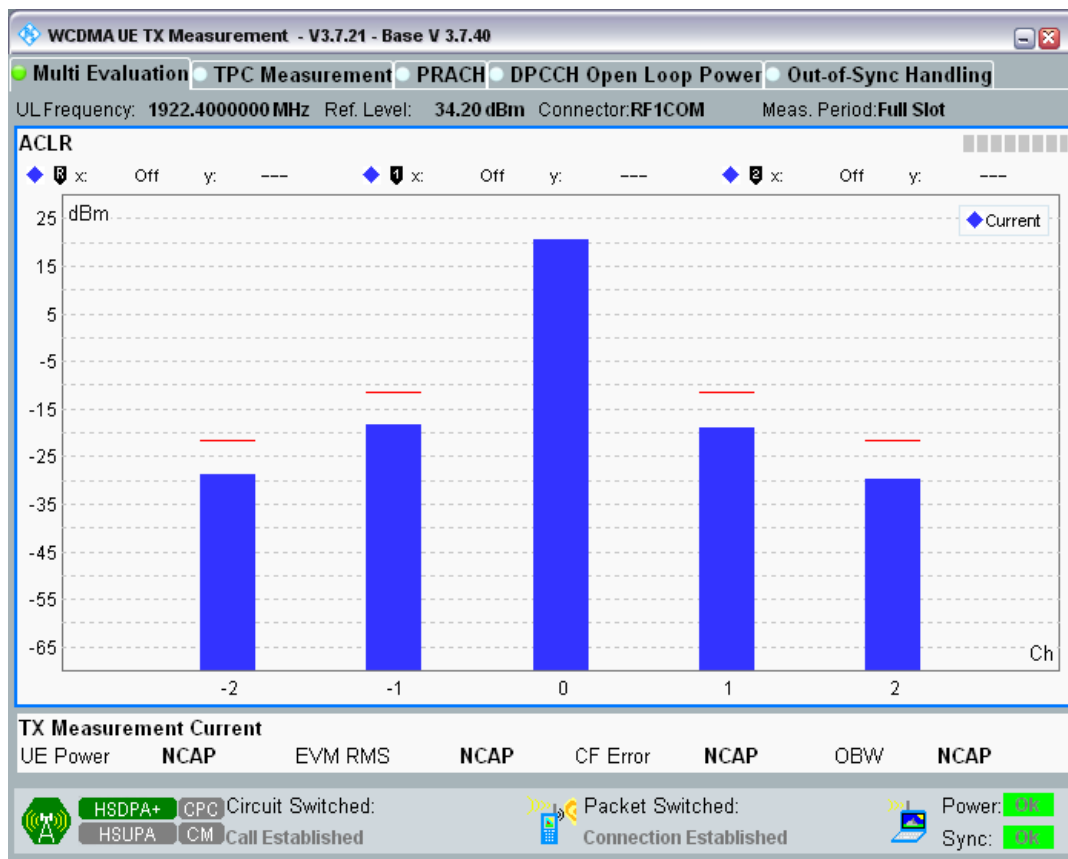 WCDMA UE TX Measurement - V3.7.21 - Base V 3.7.40
Multi Evaluation TPC Measurement PRACH DPCCH Open Loop Power Out-of-Sync Handling
UL Frequency: 1922.4000000 MHz Ref. Level: 34.20 dBm Connector:RF1COM Meas. Period:Full Slot
ACLR
R x: Off y: --- 1 x: Off y: --- 2 x: Off y: ---
dBm
Current
25
15
5
-5
-15
-25
-35
-45
-55
-65
Ch
-2 -1 0 1 2
TX Measurement Current
UE Power NCAP EVM RMS NCAP CF Error NCAP OBW NCAP
HSDPA+ CPC Circuit Switched: Packet Switched: Power: OK
HSUPA CM Call Established Connection Established Sync: OK